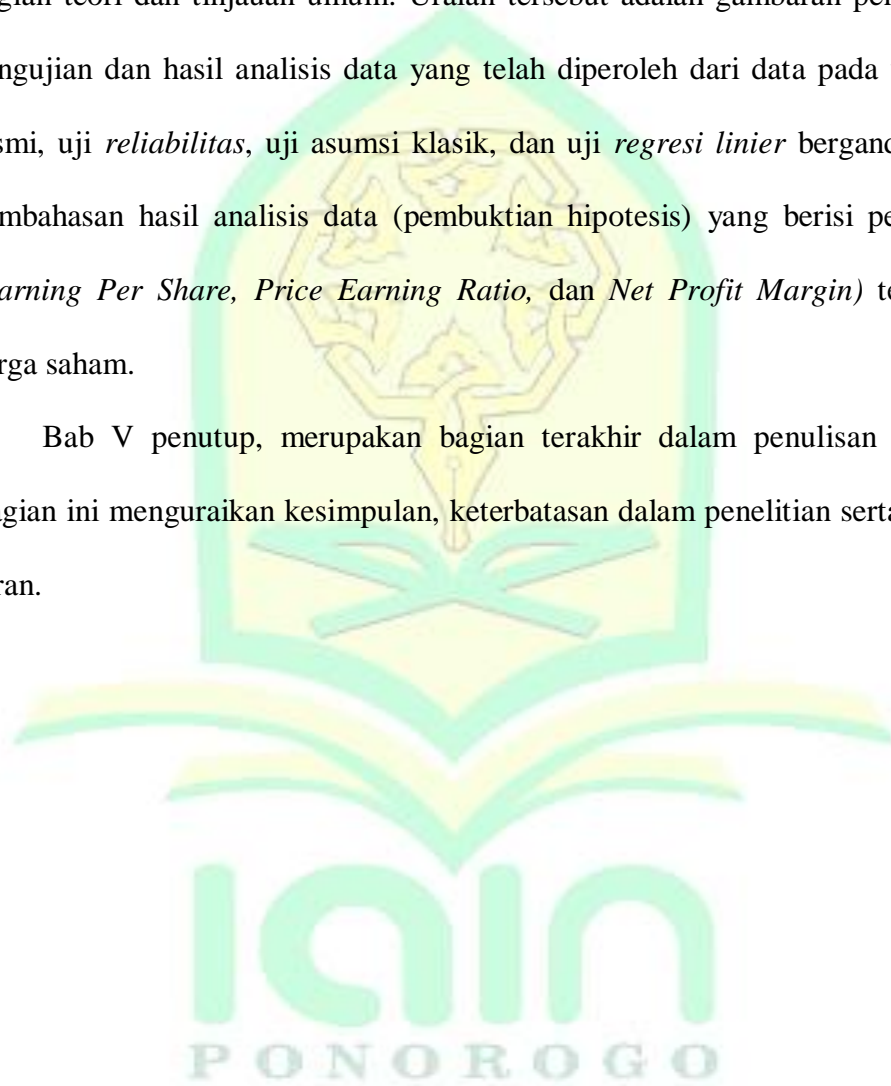 gian teori dan tinjauan umum. Uraian tersebut adalah gambaran
ngujian dan hasil analisis data yang telah diperoleh dari data pada
smi, uji reliabilitas, uji asumsi klasik, dan uji regresi linier bergand
mbahasan hasil analisis data (pembuktian hipotesis) yang berisi pe
arning Per Share, Price Earning Ratio, dan Net Profit Margin) te
rga saham.
Bab V penutup, merupakan bagian terakhir dalam penulisan
agian ini menguraikan kesimpulan, keterbatasan dalam penelitian serta
ran.
iain
PONOROGO